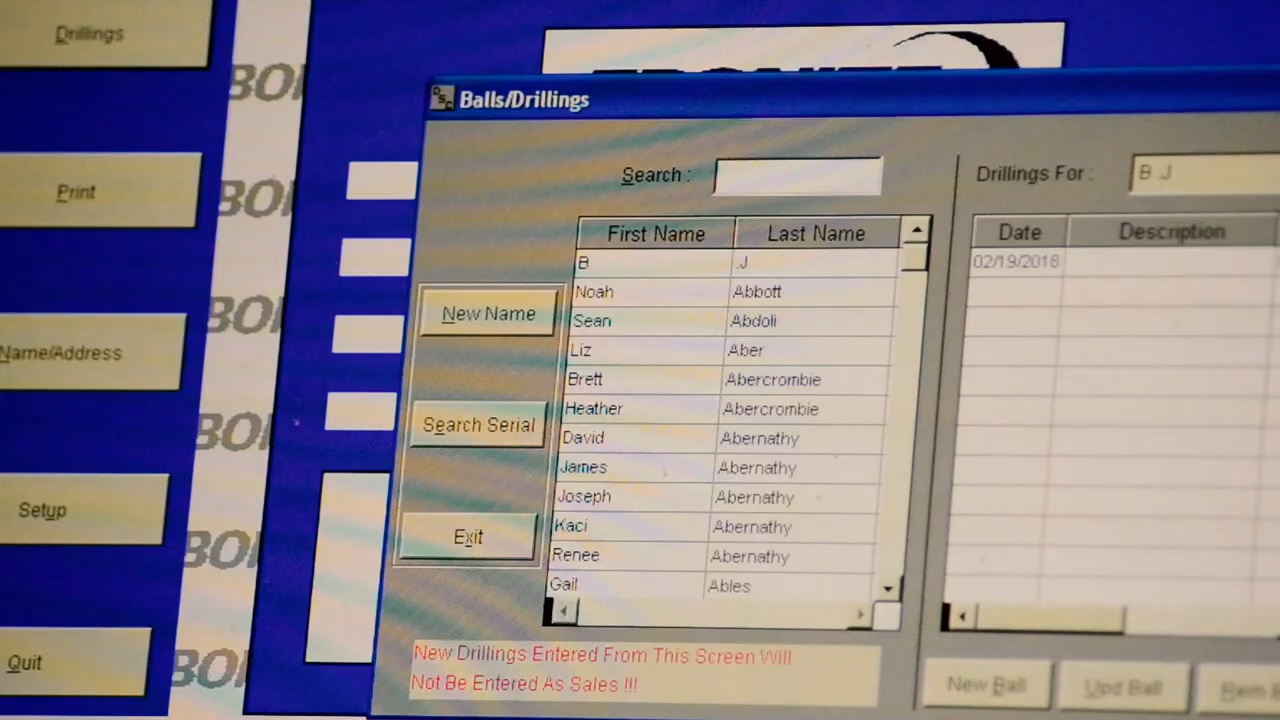 Drillings
Print
Name/Address
Setup
Quit
Balls/Drillings
Search :
New Name
Search Serial
Exit
First Name Last Name
B .J
Noah Abbott
Sean Abdoli
Liz Aber
Brett Abercrombie
Heather Abercrombie
David Abernathy
James Abernathy
Joseph Abernathy
Kaci Abernathy
Renee Abernathy
Gail Ables
New Drillings Entered From This Screen Will
Not Be Entered As Sales !!!
Drillings For : B .J
Date Description
02/19/2018
New Ball
Upd Ball